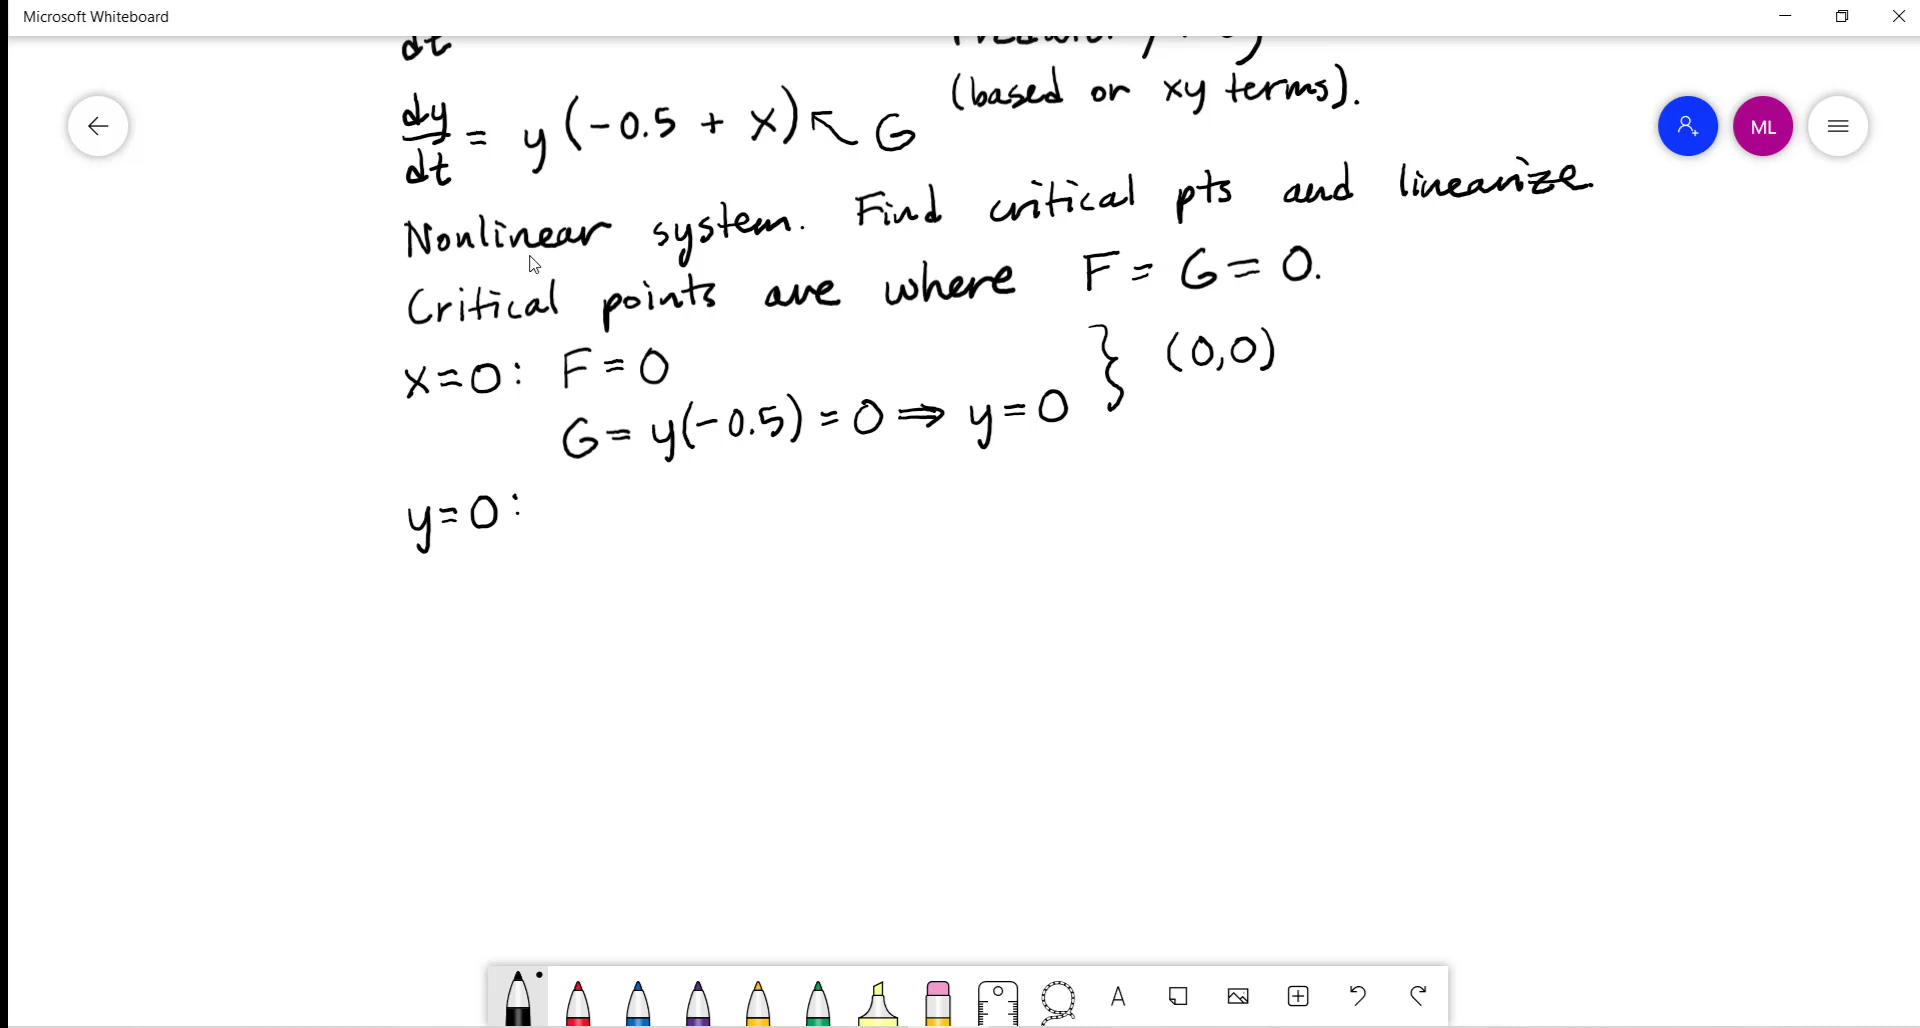 Microsoft Whiteboard
dt
(based on xy terms).
dy/dt = y(-0.5 + x) ↖ G
ML
Nonlinear system. Find critical pts and linearize.
Critical points are where F = G = 0.
x=0: F=0
G= y(-0.5) = 0 ⟹ y=0 } (0,0)
y=0:
A